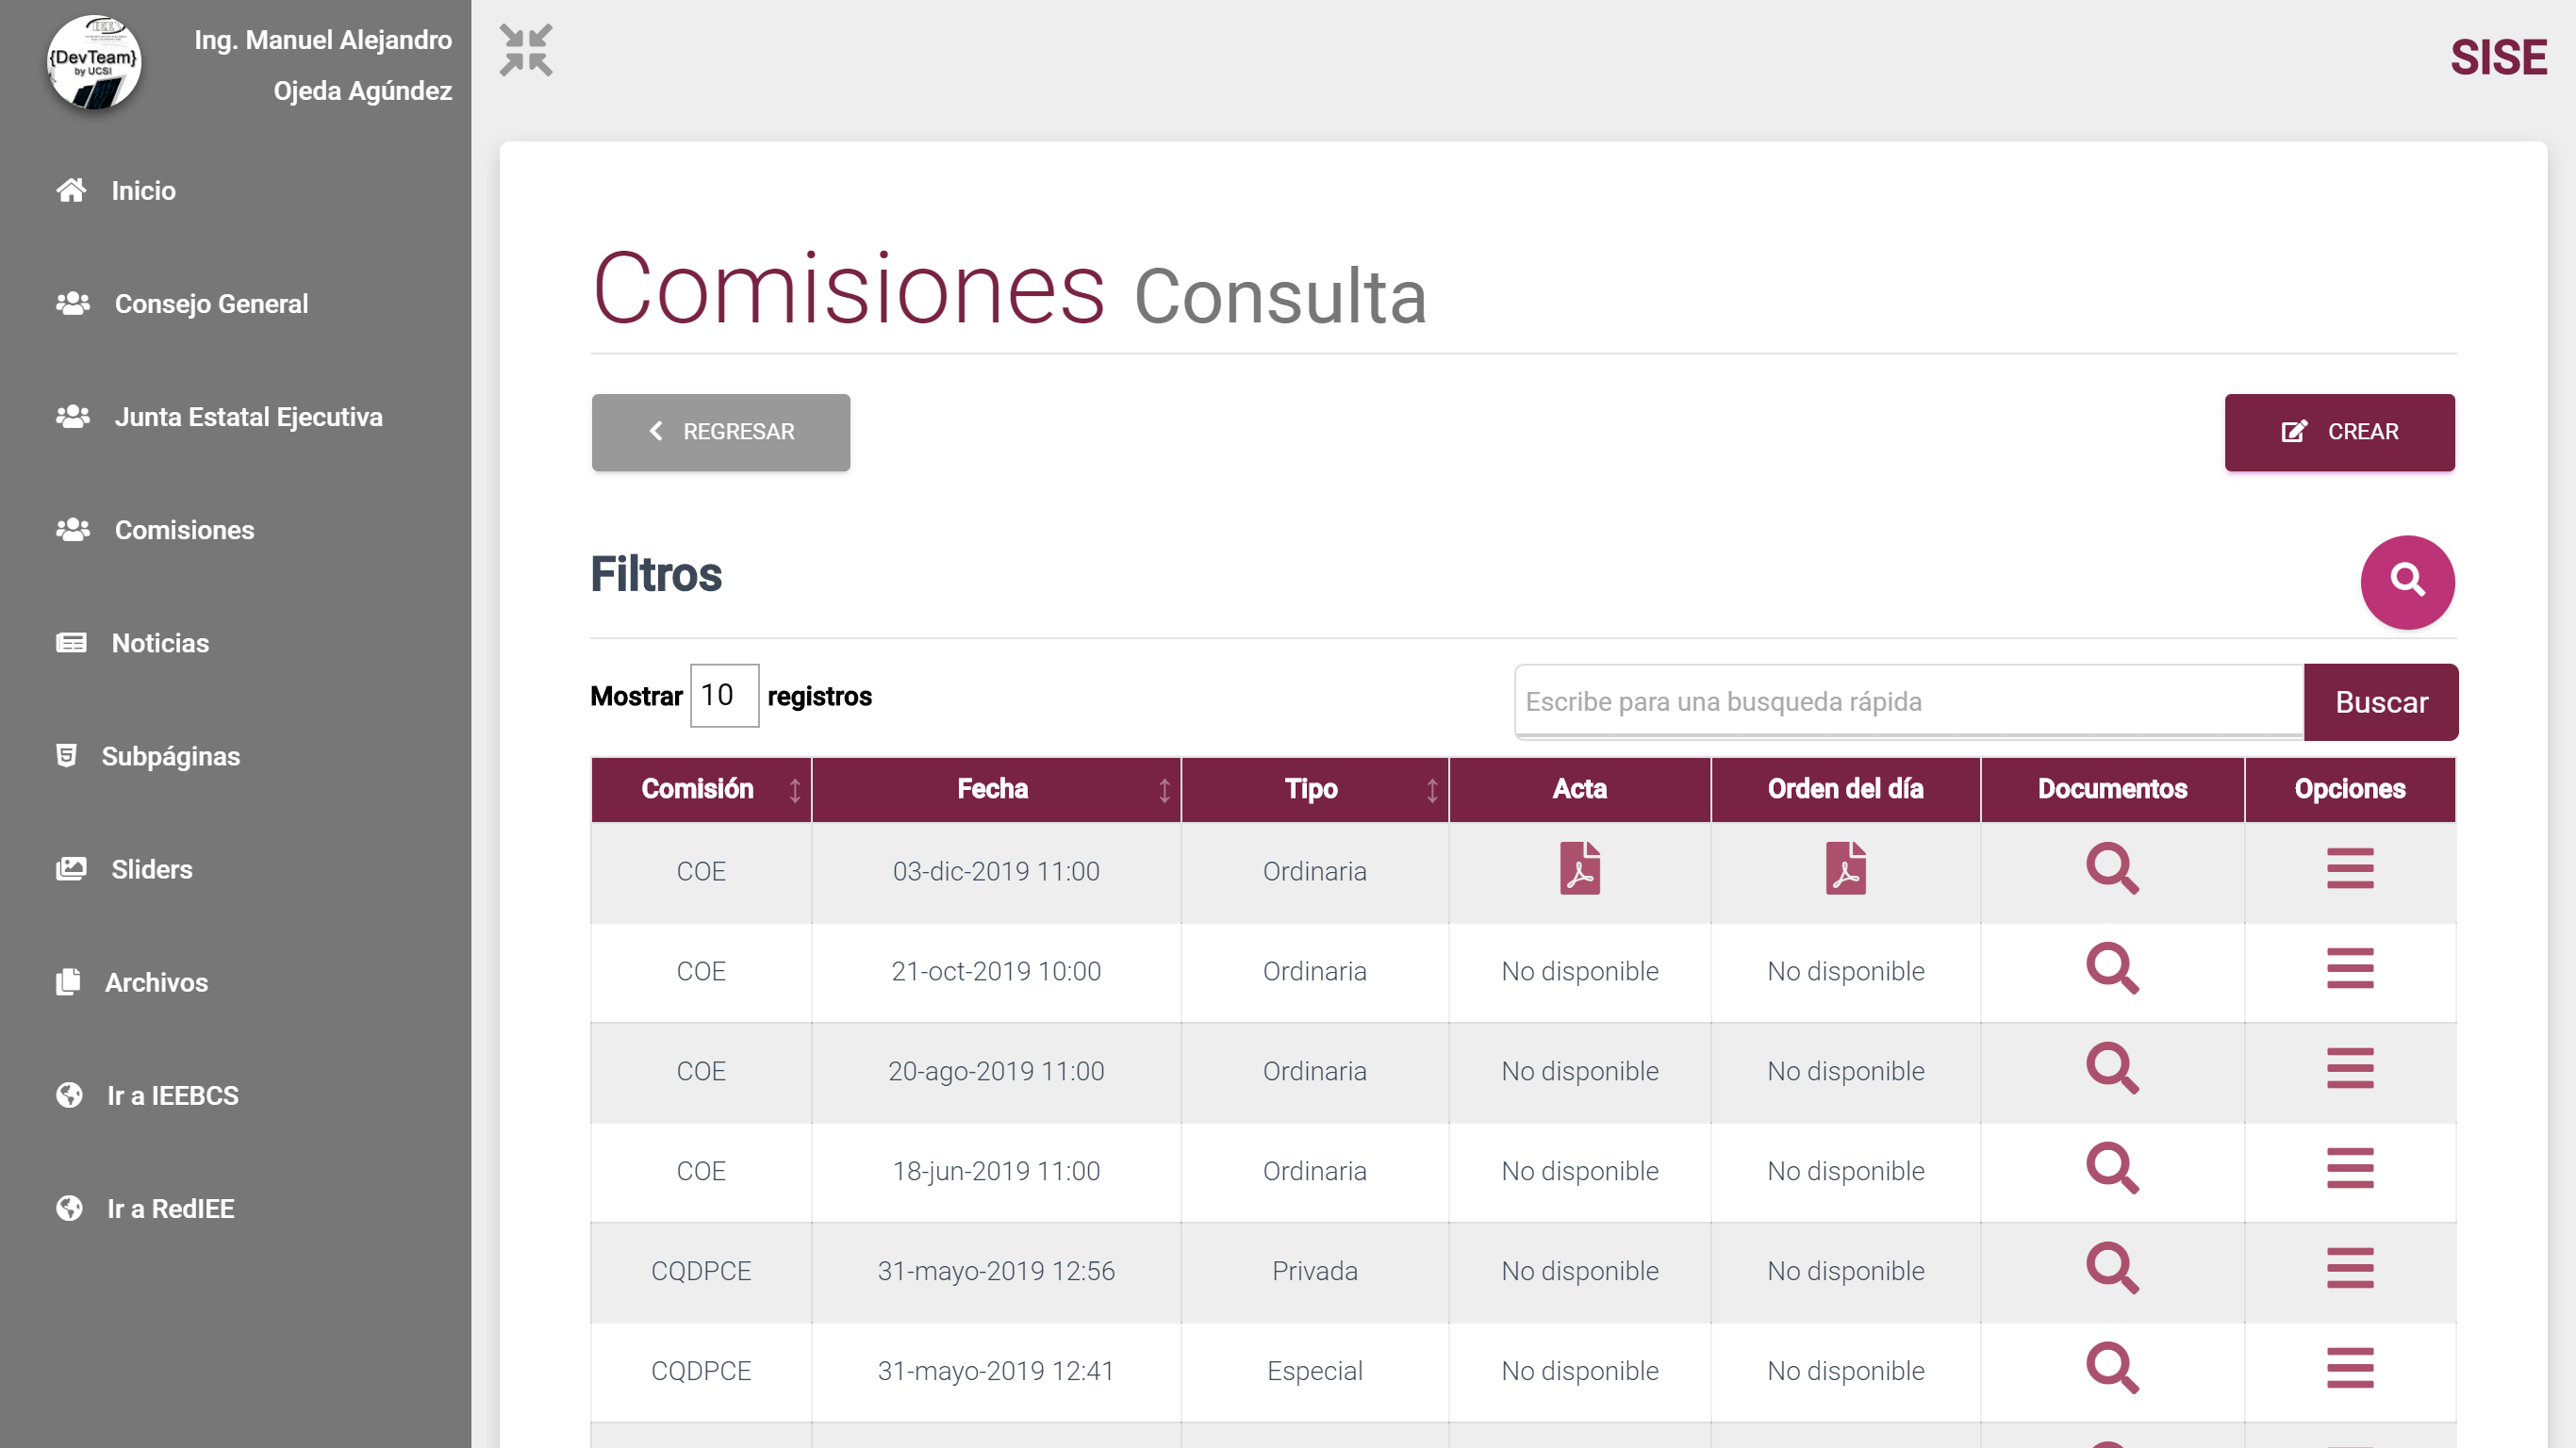 {DevTeam}
by UCSI
Ing. Manuel Alejandro
Ojeda Agúndez
Inicio
Consejo General
Junta Estatal Ejecutiva
Comisiones
Noticias
Subpáginas
Sliders
Archivos
Ir a IEEBCS
Ir a RedIEE
SISE
Comisiones Consulta
REGRESAR
CREAR
Filtros
Mostrar 10 registros
Escribe para una busqueda rápida
Buscar
Comisión Fecha Tipo Acta Orden del día Documentos Opciones
COE 03-dic-2019 11:00 Ordinaria
COE 21-oct-2019 10:00 Ordinaria No disponible No disponible
COE 20-ago-2019 11:00 Ordinaria No disponible No disponible
COE 18-jun-2019 11:00 Ordinaria No disponible No disponible
CQDPCE 31-mayo-2019 12:56 Privada No disponible No disponible
CQDPCE 31-mayo-2019 12:41 Especial No disponible No disponible